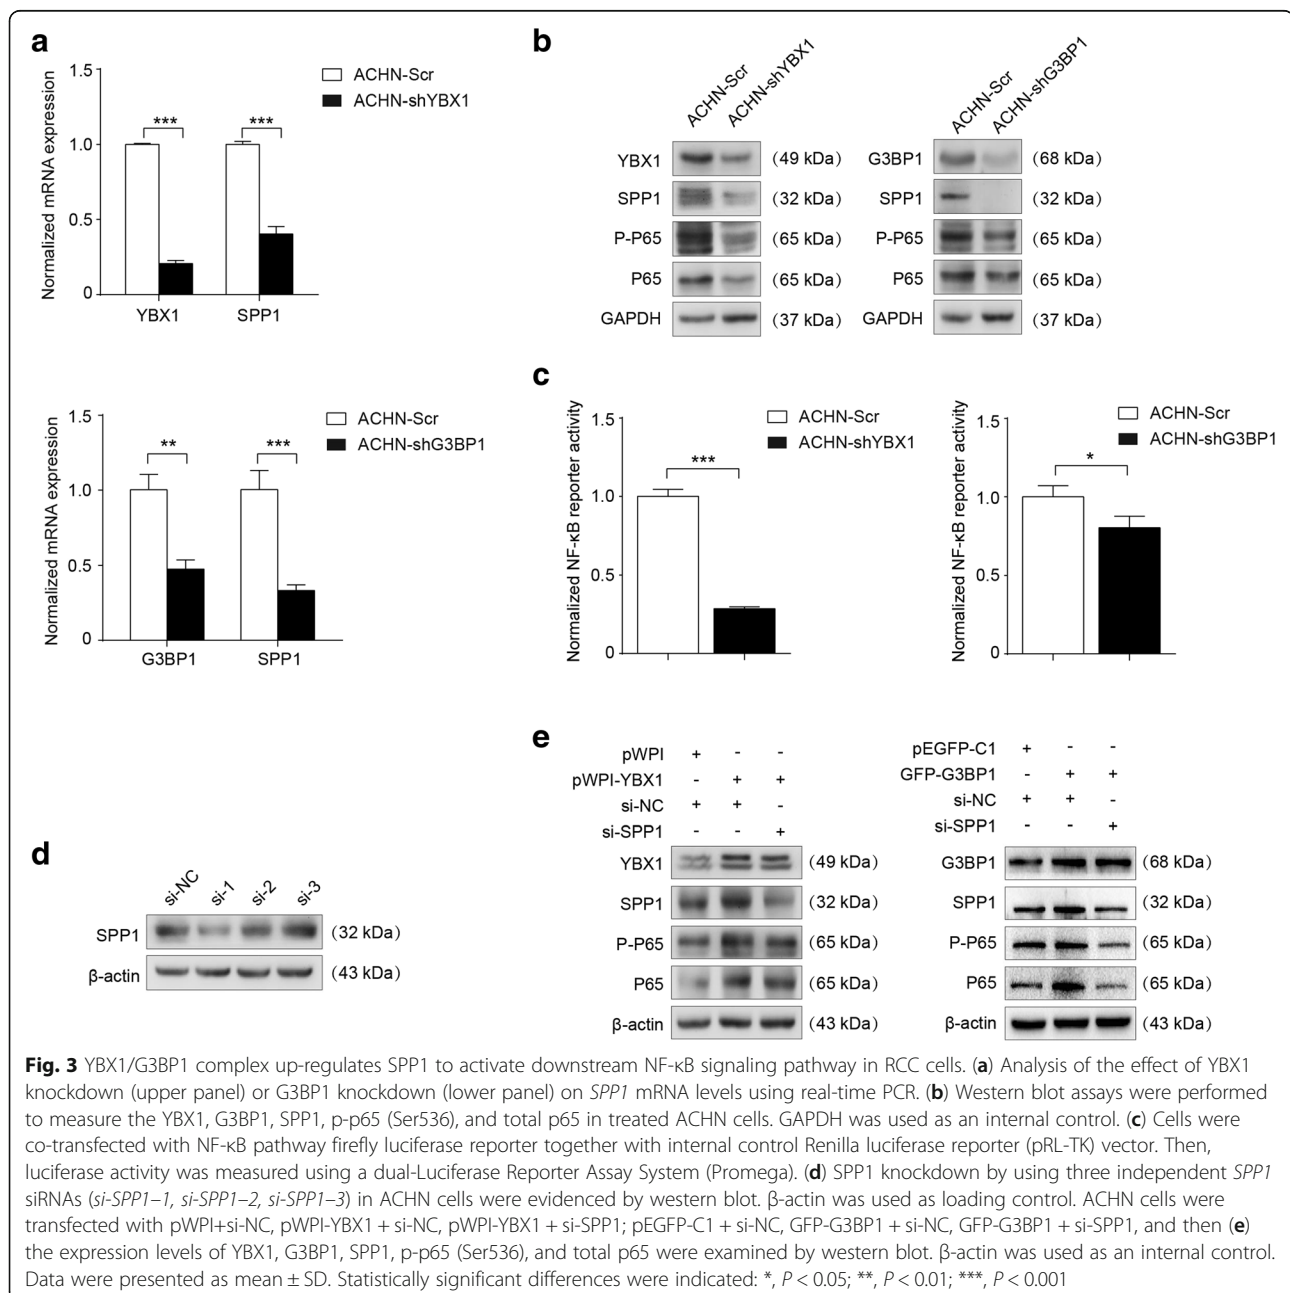 a
Normalized mRNA expression
1.5
1.0
0.5
0
ACHN-Scr
ACHN-shYBX1
***
***
YBX1
SPP1
Normalized mRNA expression
1.5
1.0
0.5
0
ACHN-Scr
ACHN-shG3BP1
**
***
G3BP1
SPP1
b
ACHN-Scr
ACHN-shYBX1
YBX1 (49 kDa)
SPP1 (32 kDa)
P-P65 (65 kDa)
P65 (65 kDa)
GAPDH (37 kDa)
ACHN-Scr
ACHN-shG3BP1
G3BP1 (68 kDa)
SPP1 (32 kDa)
P-P65 (65 kDa)
P65 (65 kDa)
GAPDH (37 kDa)
c
Normalized NF-κB reporter activity
1.5
1.0
0.5
0
ACHN-Scr
ACHN-shYBX1
***
Normalized NF-κB reporter activity
1.5
1.0
0.5
0
ACHN-Scr
ACHN-shG3BP1
*
d
si-NC
si-1
si-2
si-3
SPP1 (32 kDa)
β-actin (43 kDa)
e
pWPI + - -
pWPI-YBX1 - + +
si-NC + + -
si-SPP1 - - +
YBX1 (49 kDa)
SPP1 (32 kDa)
P-P65 (65 kDa)
P65 (65 kDa)
β-actin (43 kDa)
pEGFP-C1 + - -
GFP-G3BP1 - + +
si-NC + + -
si-SPP1 - - +
G3BP1 (68 kDa)
SPP1 (32 kDa)
P-P65 (65 kDa)
P65 (65 kDa)
β-actin (43 kDa)
Fig. 3 YBX1/G3BP1 complex up-regulates SPP1 to activate downstream NF-κB signaling pathway in RCC cells. (a) Analysis of the effect of YBX1
knockdown (upper panel) or G3BP1 knockdown (lower panel) on SPP1 mRNA levels using real-time PCR. (b) Western blot assays were performed
to measure the YBX1, G3BP1, SPP1, p-p65 (Ser536), and total p65 in treated ACHN cells. GAPDH was used as an internal control. (c) Cells were
co-transfected with NF-κB pathway firefly luciferase reporter together with internal control Renilla luciferase reporter (pRL-TK) vector. Then,
luciferase activity was measured using a dual-Luciferase Reporter Assay System (Promega). (d) SPP1 knockdown by using three independent SPP1
siRNAs (si-SPP1–1, si-SPP1–2, si-SPP1–3) in ACHN cells were evidenced by western blot. β-actin was used as loading control. ACHN cells were
transfected with pWPI+si-NC, pWPI-YBX1 + si-NC, pWPI-YBX1 + si-SPP1; pEGFP-C1 + si-NC, GFP-G3BP1 + si-NC, GFP-G3BP1 + si-SPP1, and then (e)
the expression levels of YBX1, G3BP1, SPP1, p-p65 (Ser536), and total p65 were examined by western blot. β-actin was used as an internal control.
Data were presented as mean ± SD. Statistically significant differences were indicated: *, P < 0.05; **, P < 0.01; ***, P < 0.001